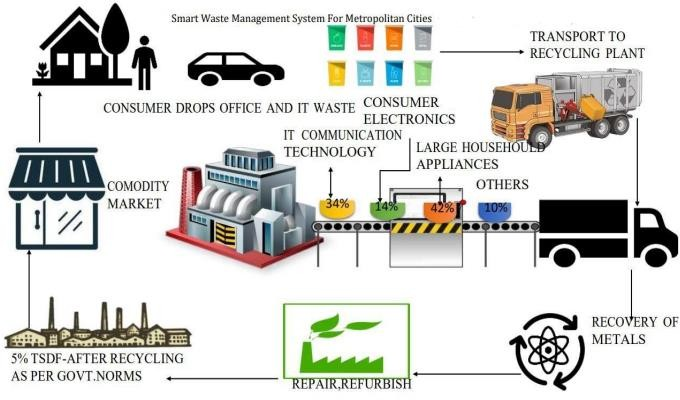 Smart Waste Management System For Metropolitan Cities
TRANSPORT TO
RECYCLING PLANT
CONSUMER DROPS OFFICE AND IT WASTE
CONSUMER
ELECTRONICS
IT COMMUNICATION
TECHNOLOGY
LARGE HOUSEHOULD
APPLIANCES
OTHERS
COMODITY
MARKET
34%
14%
42%
10%
RECOVERY OF
METALS
5% TSDF-AFTER RECYCLING
AS PER GOVT.NORMS
REPAIR,REFURBISH